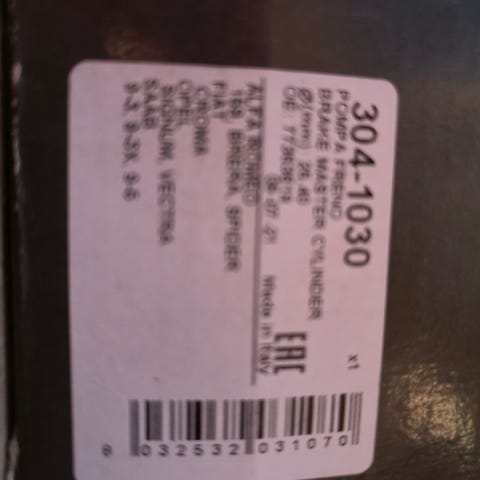 304-1030
x1
POMPA FRENO
BRAKE MASTER CYLINDER
Ø(mm): 25,40
OE:
EAC
Made in Italy
ALFA ROMEO
159, BRERA, SPIDER
FIAT
CROMA
OPEL
SIGNUM, VECTRA
SAAB
9-3, 9-3X, 9-5
8 032532 031070